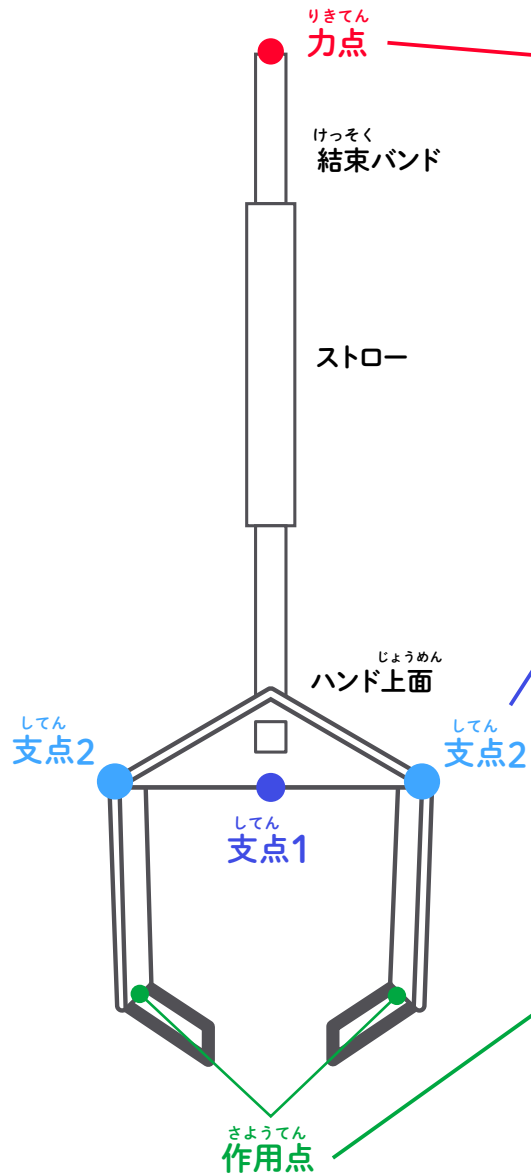 りきてん
力点
けっそく
結束バンド
ストロー
じょうめん
ハンド上面
してん
支点2
してん
支点2
してん
支点1
さようてん
作用点